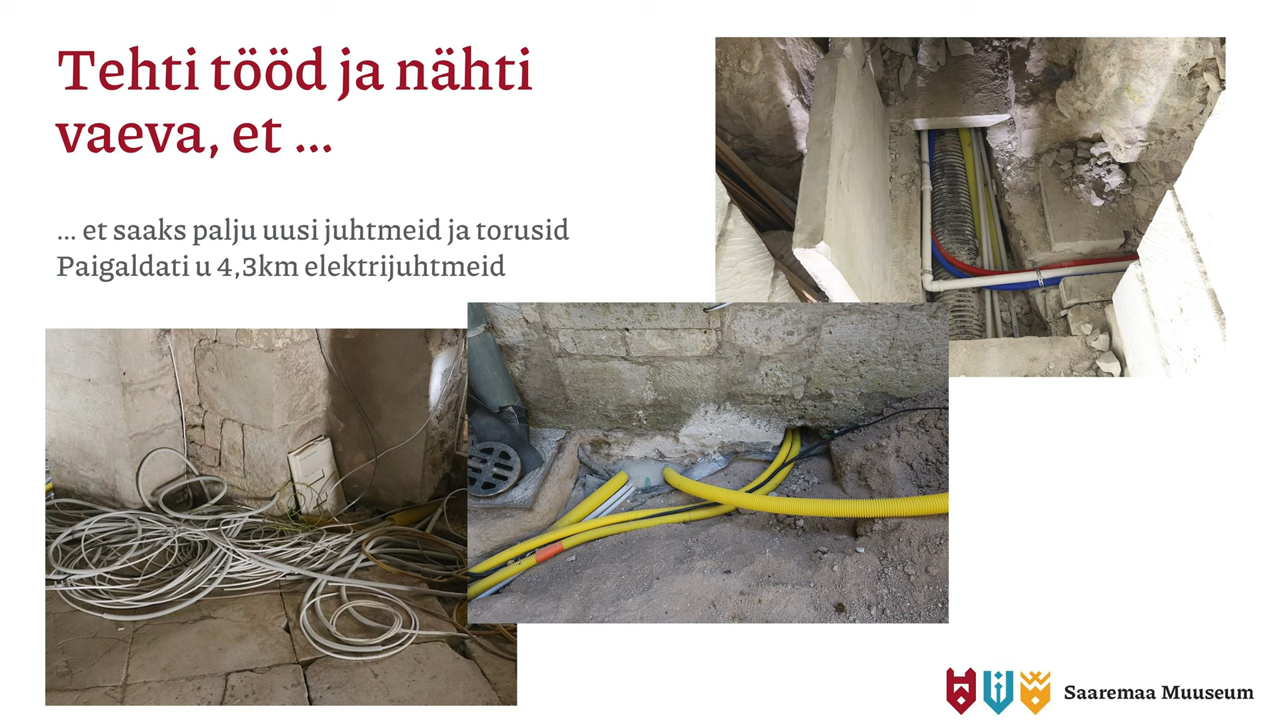 Tehti tööd ja nähti
vaeva, et ...
... et saaks palju uusi juhtmeid ja torusid
Paigaldati u 4,3km elektrijuhtmeid
Saaremaa Muuseum